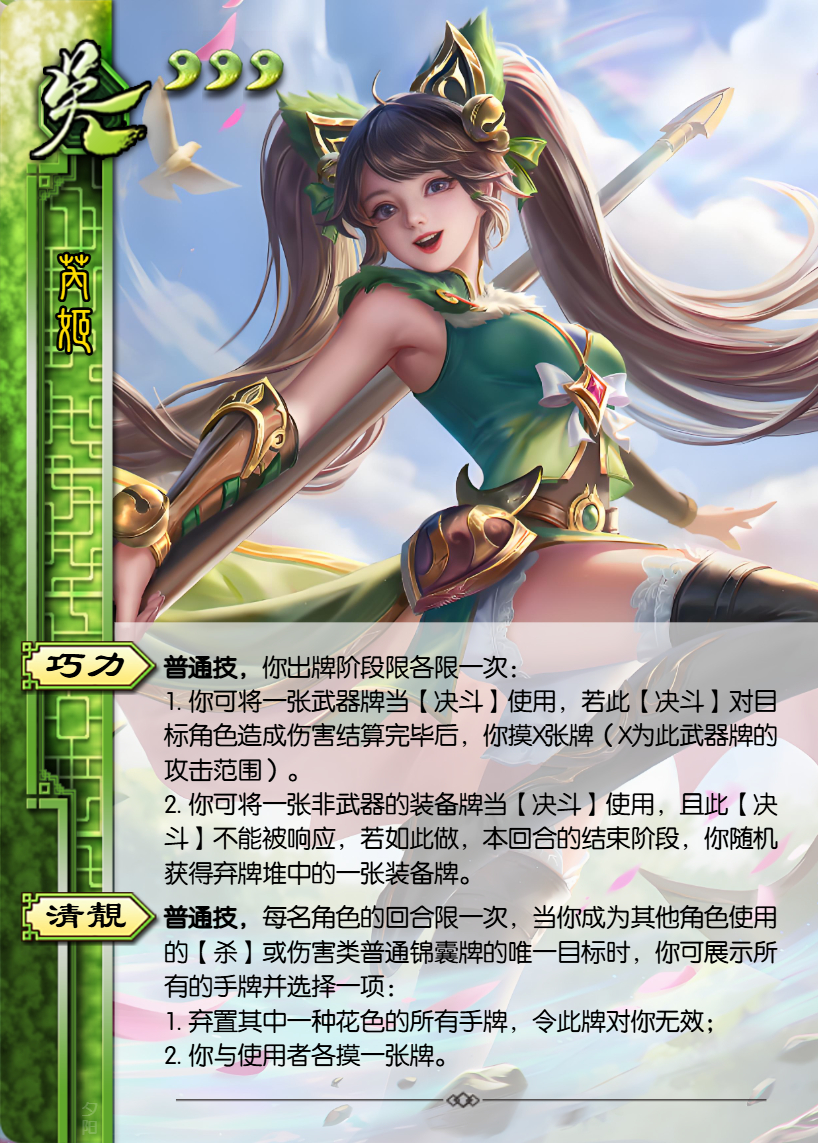 吴
芮姬
巧力
普通技，你出牌阶段限各限一次：
1. 你可将一张武器牌当【决斗】使用，若此【决斗】对目
标角色造成伤害结算完毕后，你摸X张牌（X为此武器牌的
攻击范围）。
2. 你可将一张非武器的装备牌当【决斗】使用，且此【决
斗】不能被响应，若如此做，本回合的结束阶段，你随机
获得弃牌堆中的一张装备牌。
清靓
普通技，每名角色的回合限一次，当你成为其他角色使用
的【杀】或伤害类普通锦囊牌的唯一目标时，你可展示所
有的手牌并选择一项：
1. 弃置其中一种花色的所有手牌，令此牌对你无效；
2. 你与使用者各摸一张牌。
夕阳